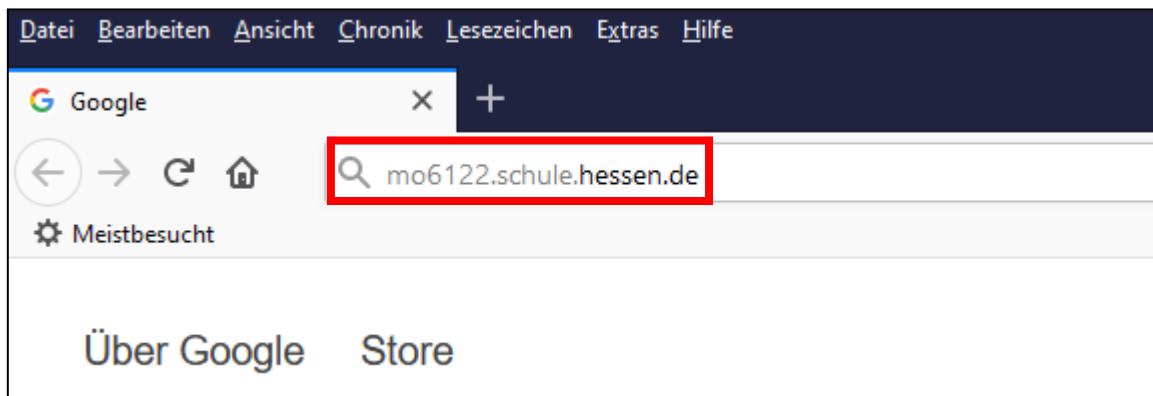 Datei Bearbeiten Ansicht Chronik Lesezeichen Extras Hilfe
Google
mo6122.schule.hessen.de
Meistbesucht
Über Google Store